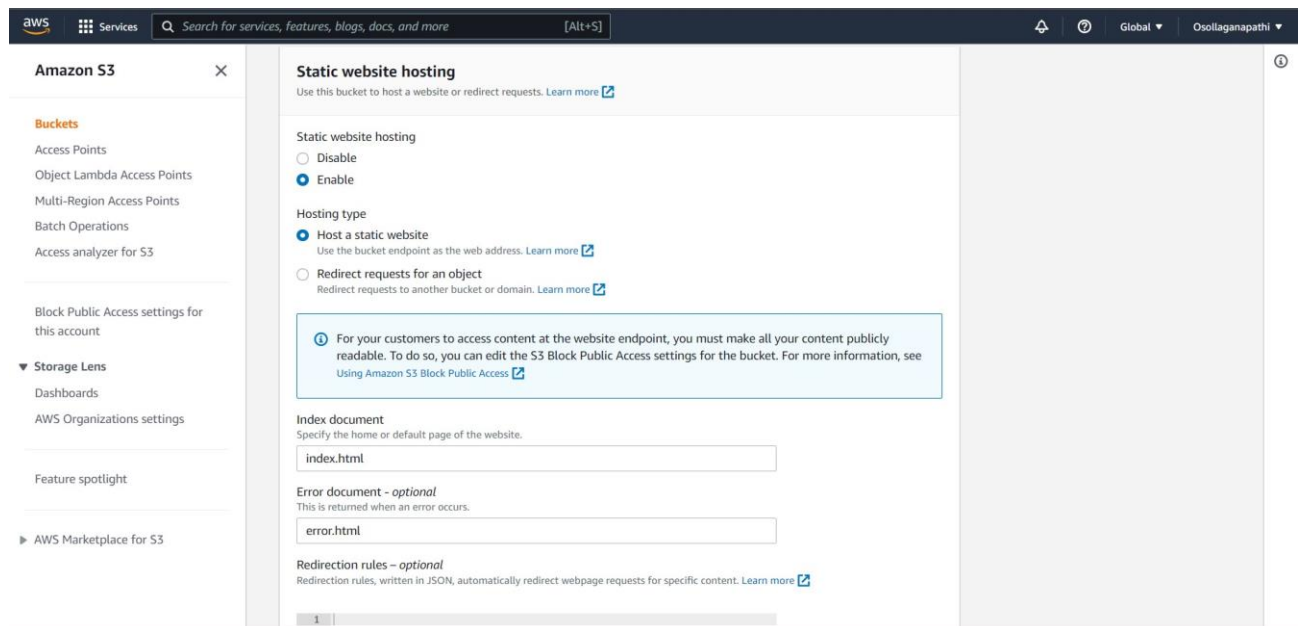 aws
Services
Search for services, features, blogs, docs, and more [Alt+S]
Global ▼
Osollaganapathi ▼
Amazon S3
Buckets
Access Points
Object Lambda Access Points
Multi-Region Access Points
Batch Operations
Access analyzer for S3
Block Public Access settings for
this account
▼ Storage Lens
Dashboards
AWS Organizations settings
Feature spotlight
▶ AWS Marketplace for S3
Static website hosting
Use this bucket to host a website or redirect requests. Learn more
Static website hosting
Disable
Enable
Hosting type
Host a static website
Use the bucket endpoint as the web address. Learn more
Redirect requests for an object
Redirect requests to another bucket or domain. Learn more
For your customers to access content at the website endpoint, you must make all your content publicly
readable. To do so, you can edit the S3 Block Public Access settings for the bucket. For more information, see
Using Amazon S3 Block Public Access
Index document
Specify the home or default page of the website.
index.html
Error document - optional
This is returned when an error occurs.
error.html
Redirection rules – optional
Redirection rules, written in JSON, automatically redirect webpage requests for specific content. Learn more
1